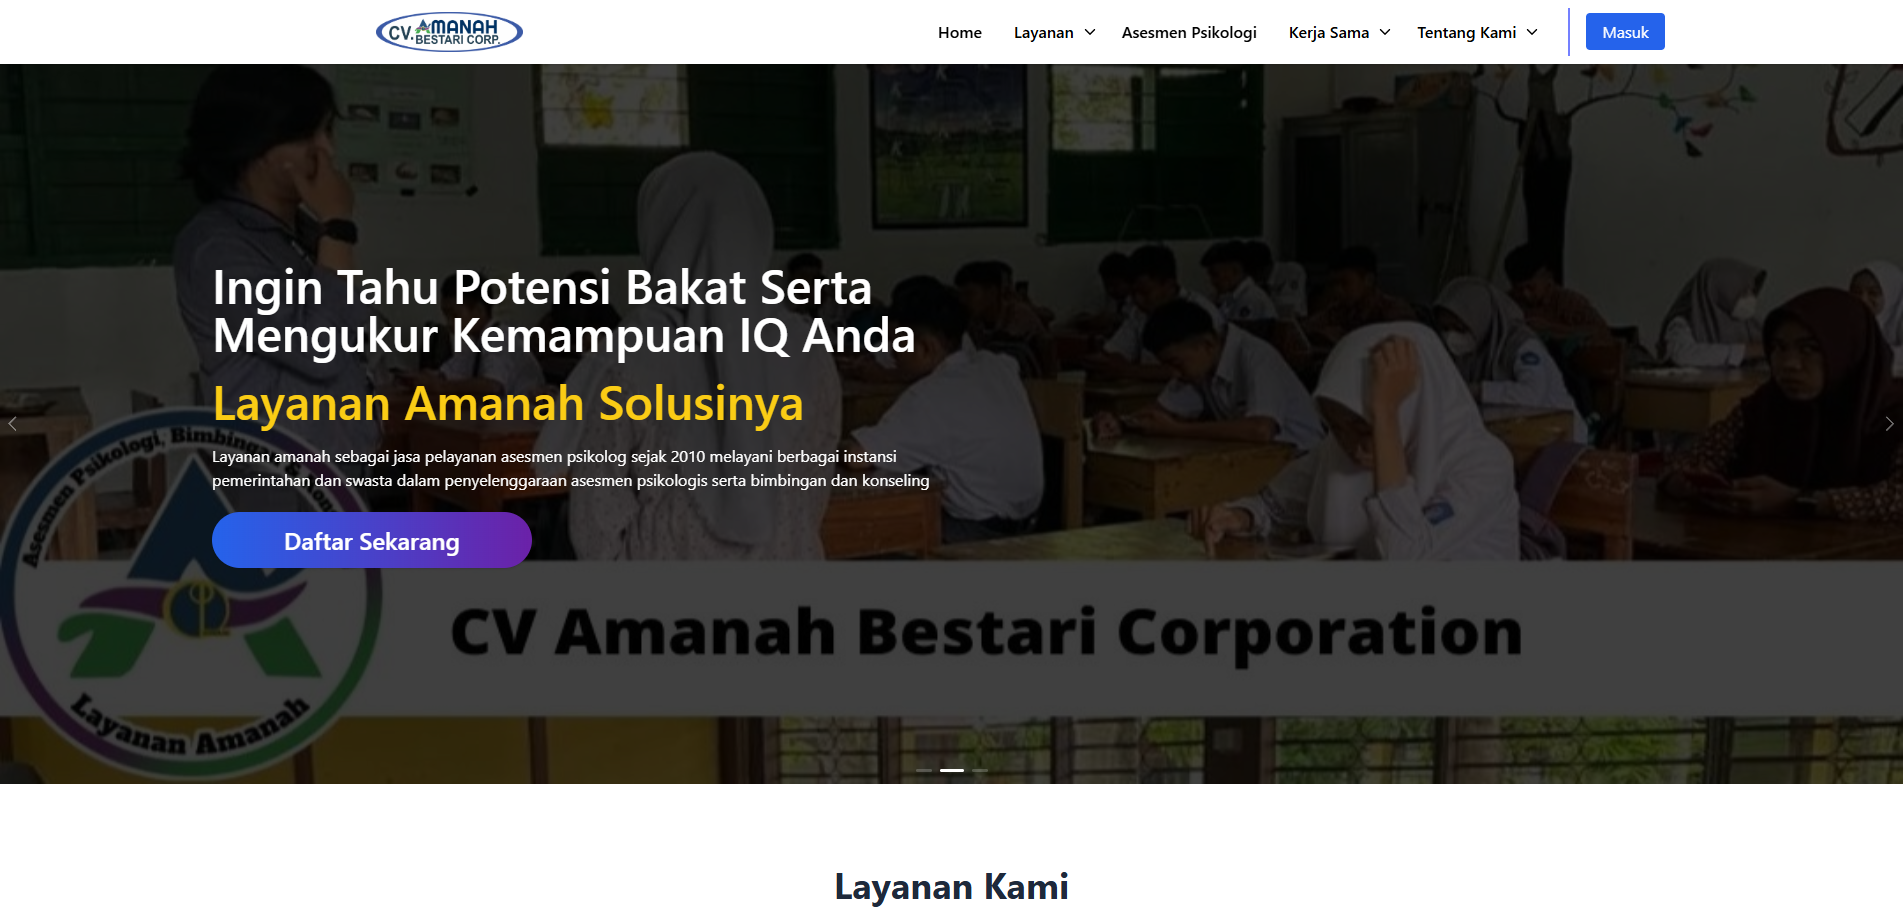 CV. AMANAH
BESTARI CORP.
Home
Layanan
Asesmen Psikologi
Kerja Sama
Tentang Kami
Masuk
Ingin Tahu Potensi Bakat Serta
Mengukur Kemampuan IQ Anda
Layanan Amanah Solusinya
Layanan amanah sebagai jasa pelayanan asesmen psikolog sejak 2010 melayani berbagai instansi
pemerintahan dan swasta dalam penyelenggaraan asesmen psikologis serta bimbingan dan konseling
Daftar Sekarang
Asesmen Psikologi,
CV Amanah Bestari Corporation
Layanan Amanah
Layanan Kami